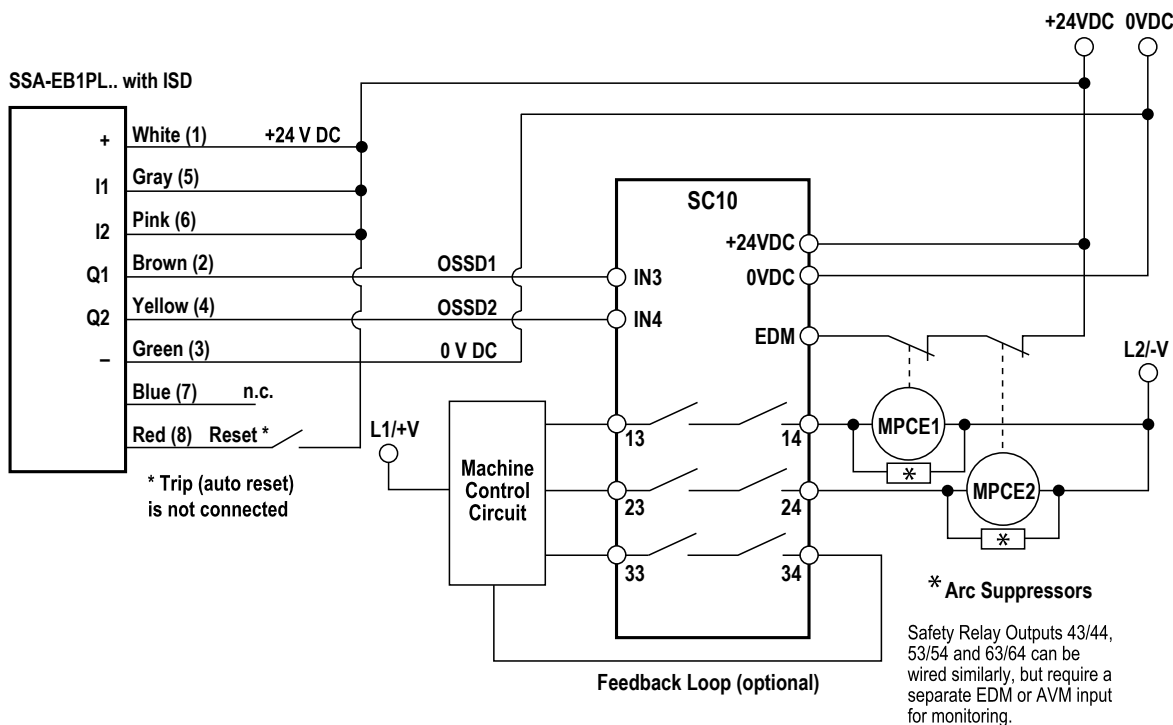 +24VDC 0VDC
SSA-EB1PL.. with ISD
+ White (1) +24 V DC
I1 Gray (5)
I2 Pink (6)
Q1 Brown (2) OSSD1
Q2 Yellow (4) OSSD2
– Green (3) 0 V DC
Blue (7) n.c.
Red (8) Reset *
* Trip (auto reset)
is not connected
L1/+V
Machine
Control
Circuit
SC10
+24VDC
0VDC
IN3
IN4
EDM
L2/-V
13 14
23 24
33 34
MPCE1
*
MPCE2
*
* Arc Suppressors
Safety Relay Outputs 43/44,
53/54 and 63/64 can be
wired similarly, but require a
separate EDM or AVM input
for monitoring.
Feedback Loop (optional)